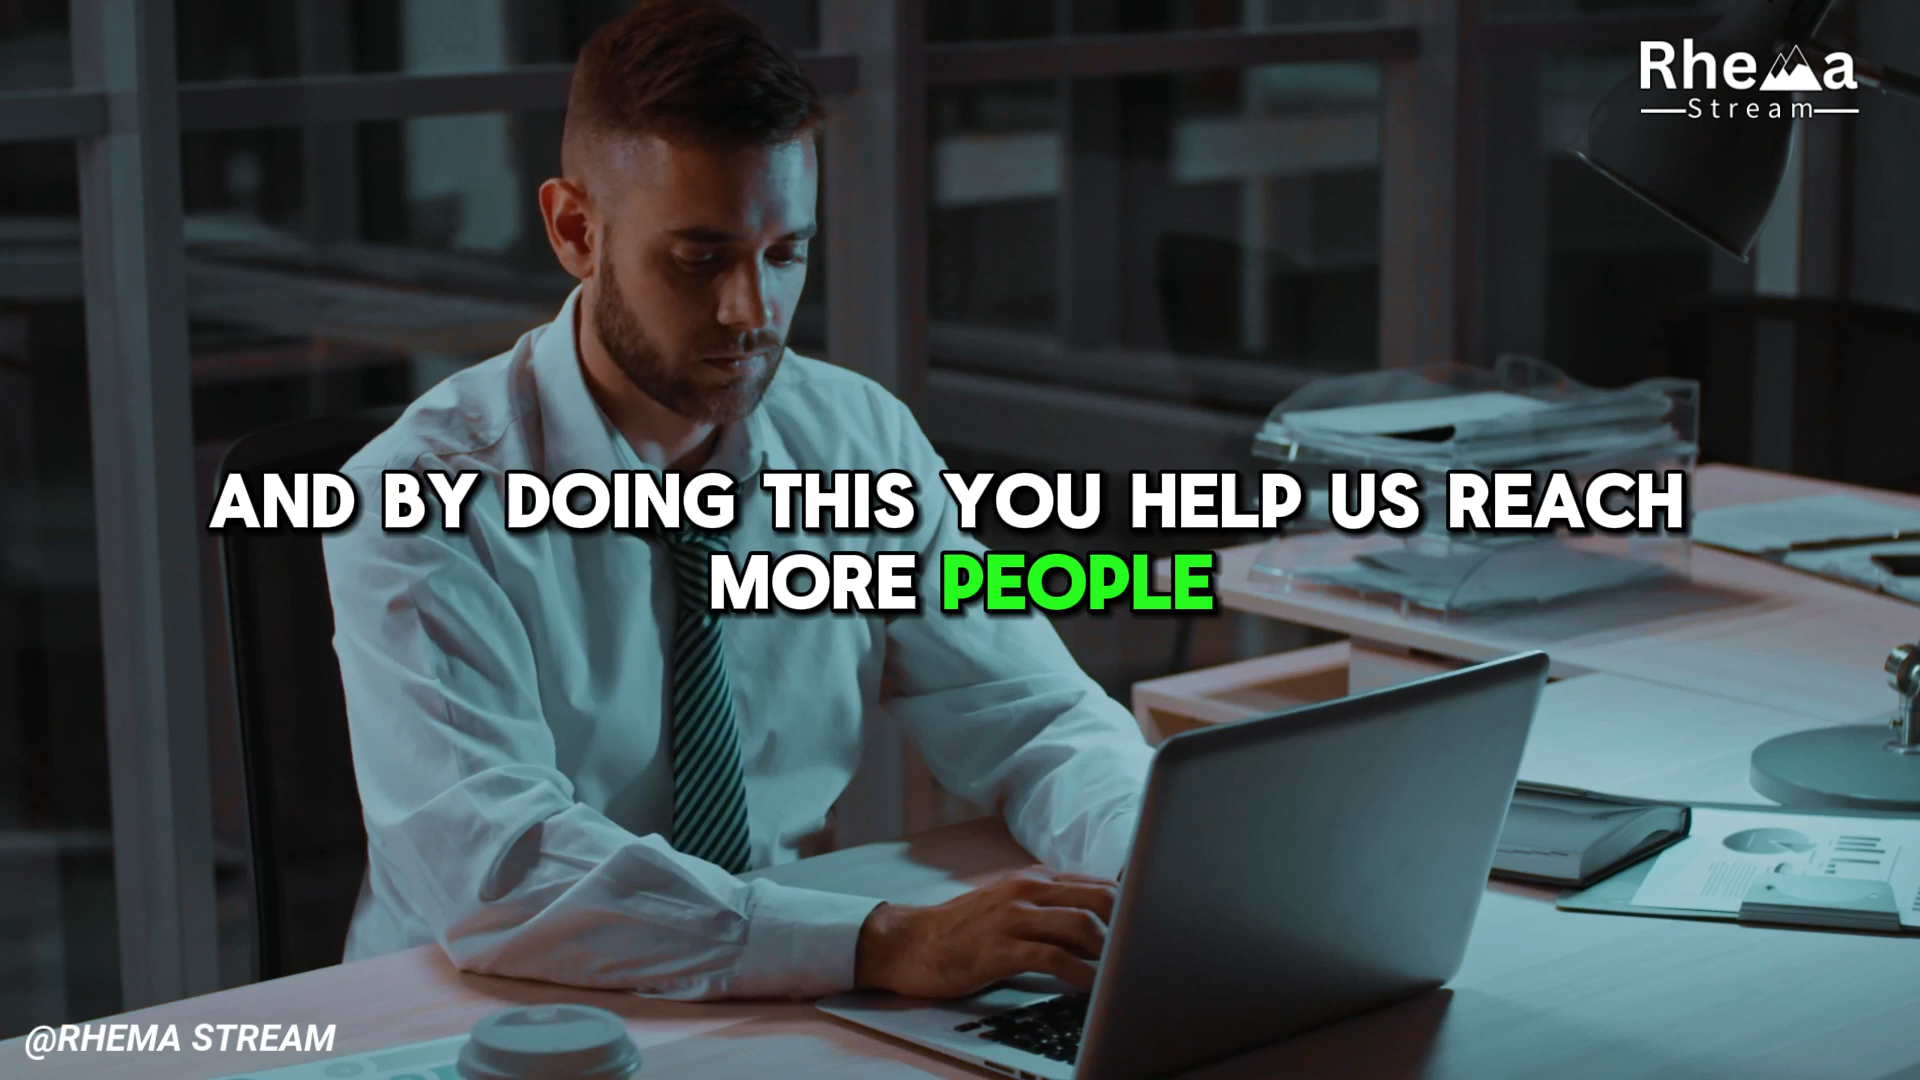 Rhema
Stream
AND BY DOING THIS YOU HELP US REACH
MORE PEOPLE
@RHEMA STREAM